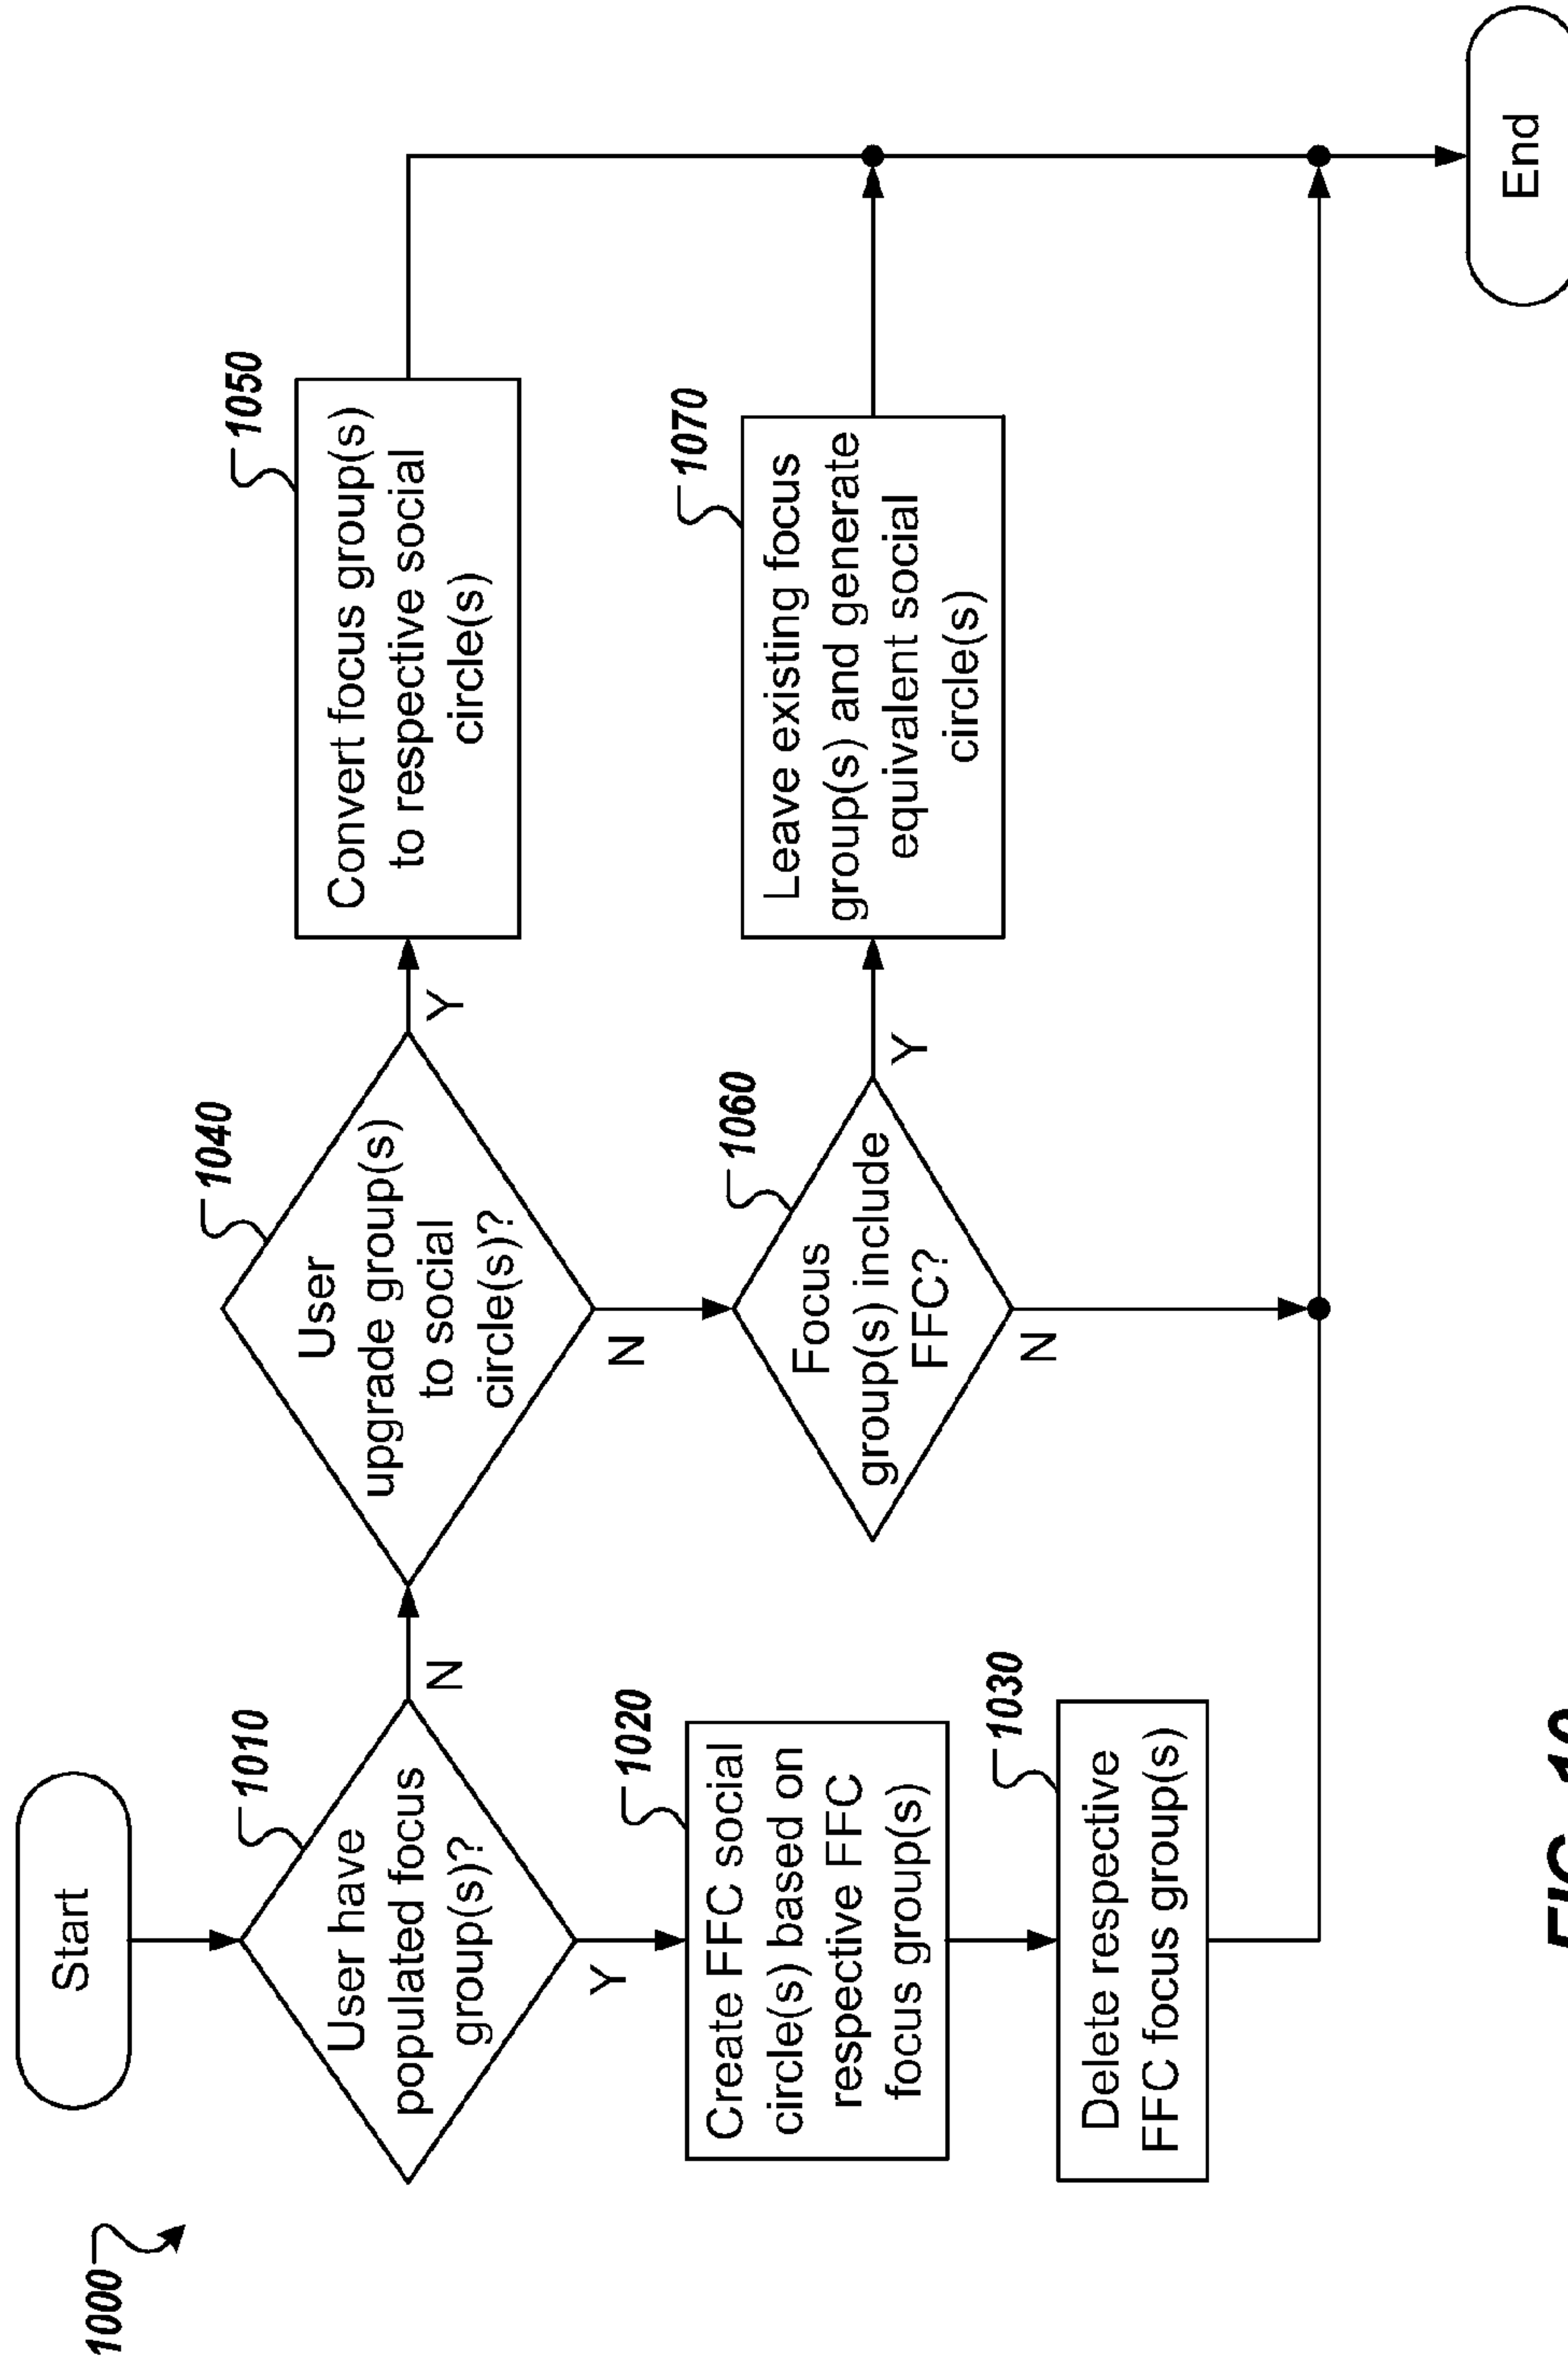 1000
Start
1010
User have
populated focus
group(s)?
N
Y
1020
Create FFC social
circle(s) based on
respective FFC
focus group(s)
1030
Delete respective
FFC focus group(s)
1040
User
upgrade group(s)
to social
circle(s)?
Y
N
1050
Convert focus group(s)
to respective social
circle(s)
1060
Focus
group(s) include
FFC?
Y
N
1070
Leave existing focus
group(s) and generate
equivalent social
circle(s)
End
FIG. 10